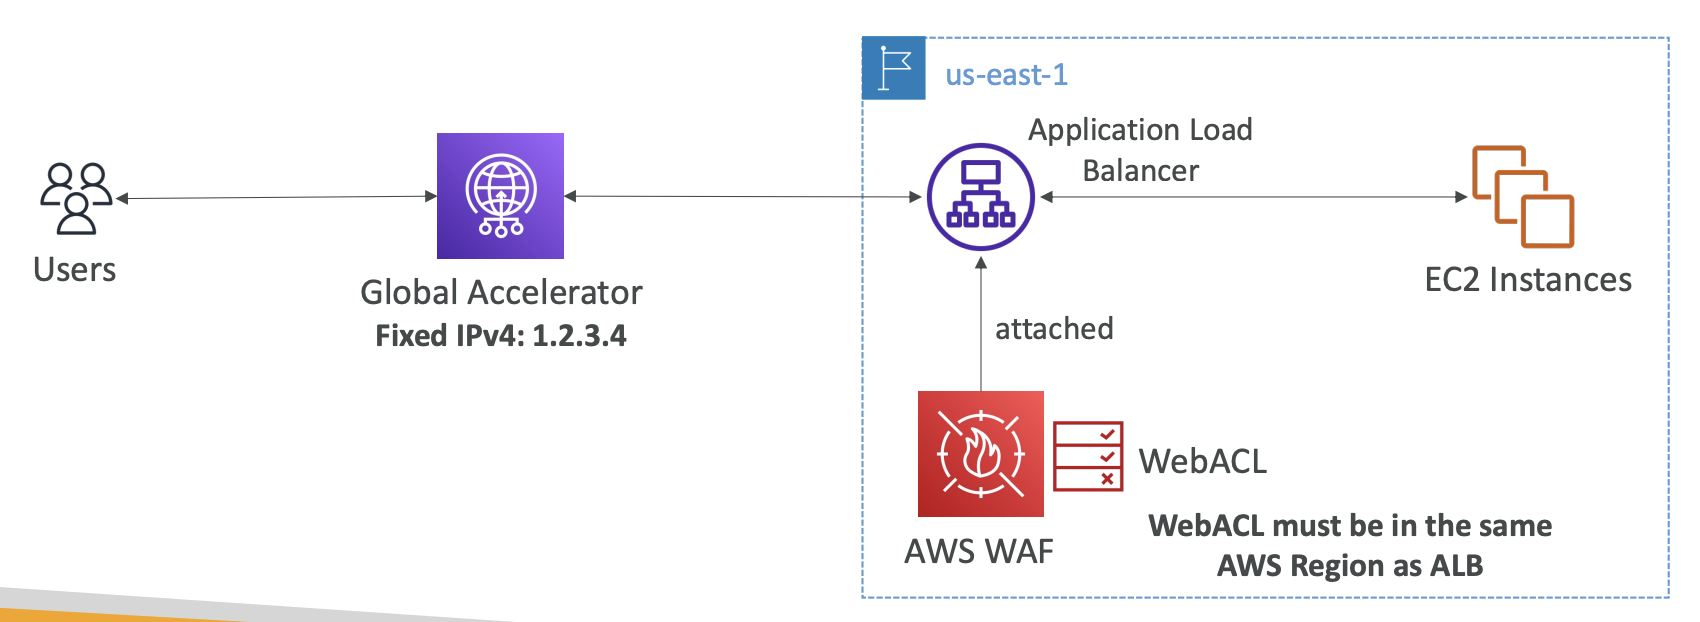 us-east-1
Application Load
Balancer
Users
Global Accelerator
Fixed IPv4: 1.2.3.4
EC2 Instances
attached
WebACL
AWS WAF
WebACL must be in the same
AWS Region as ALB